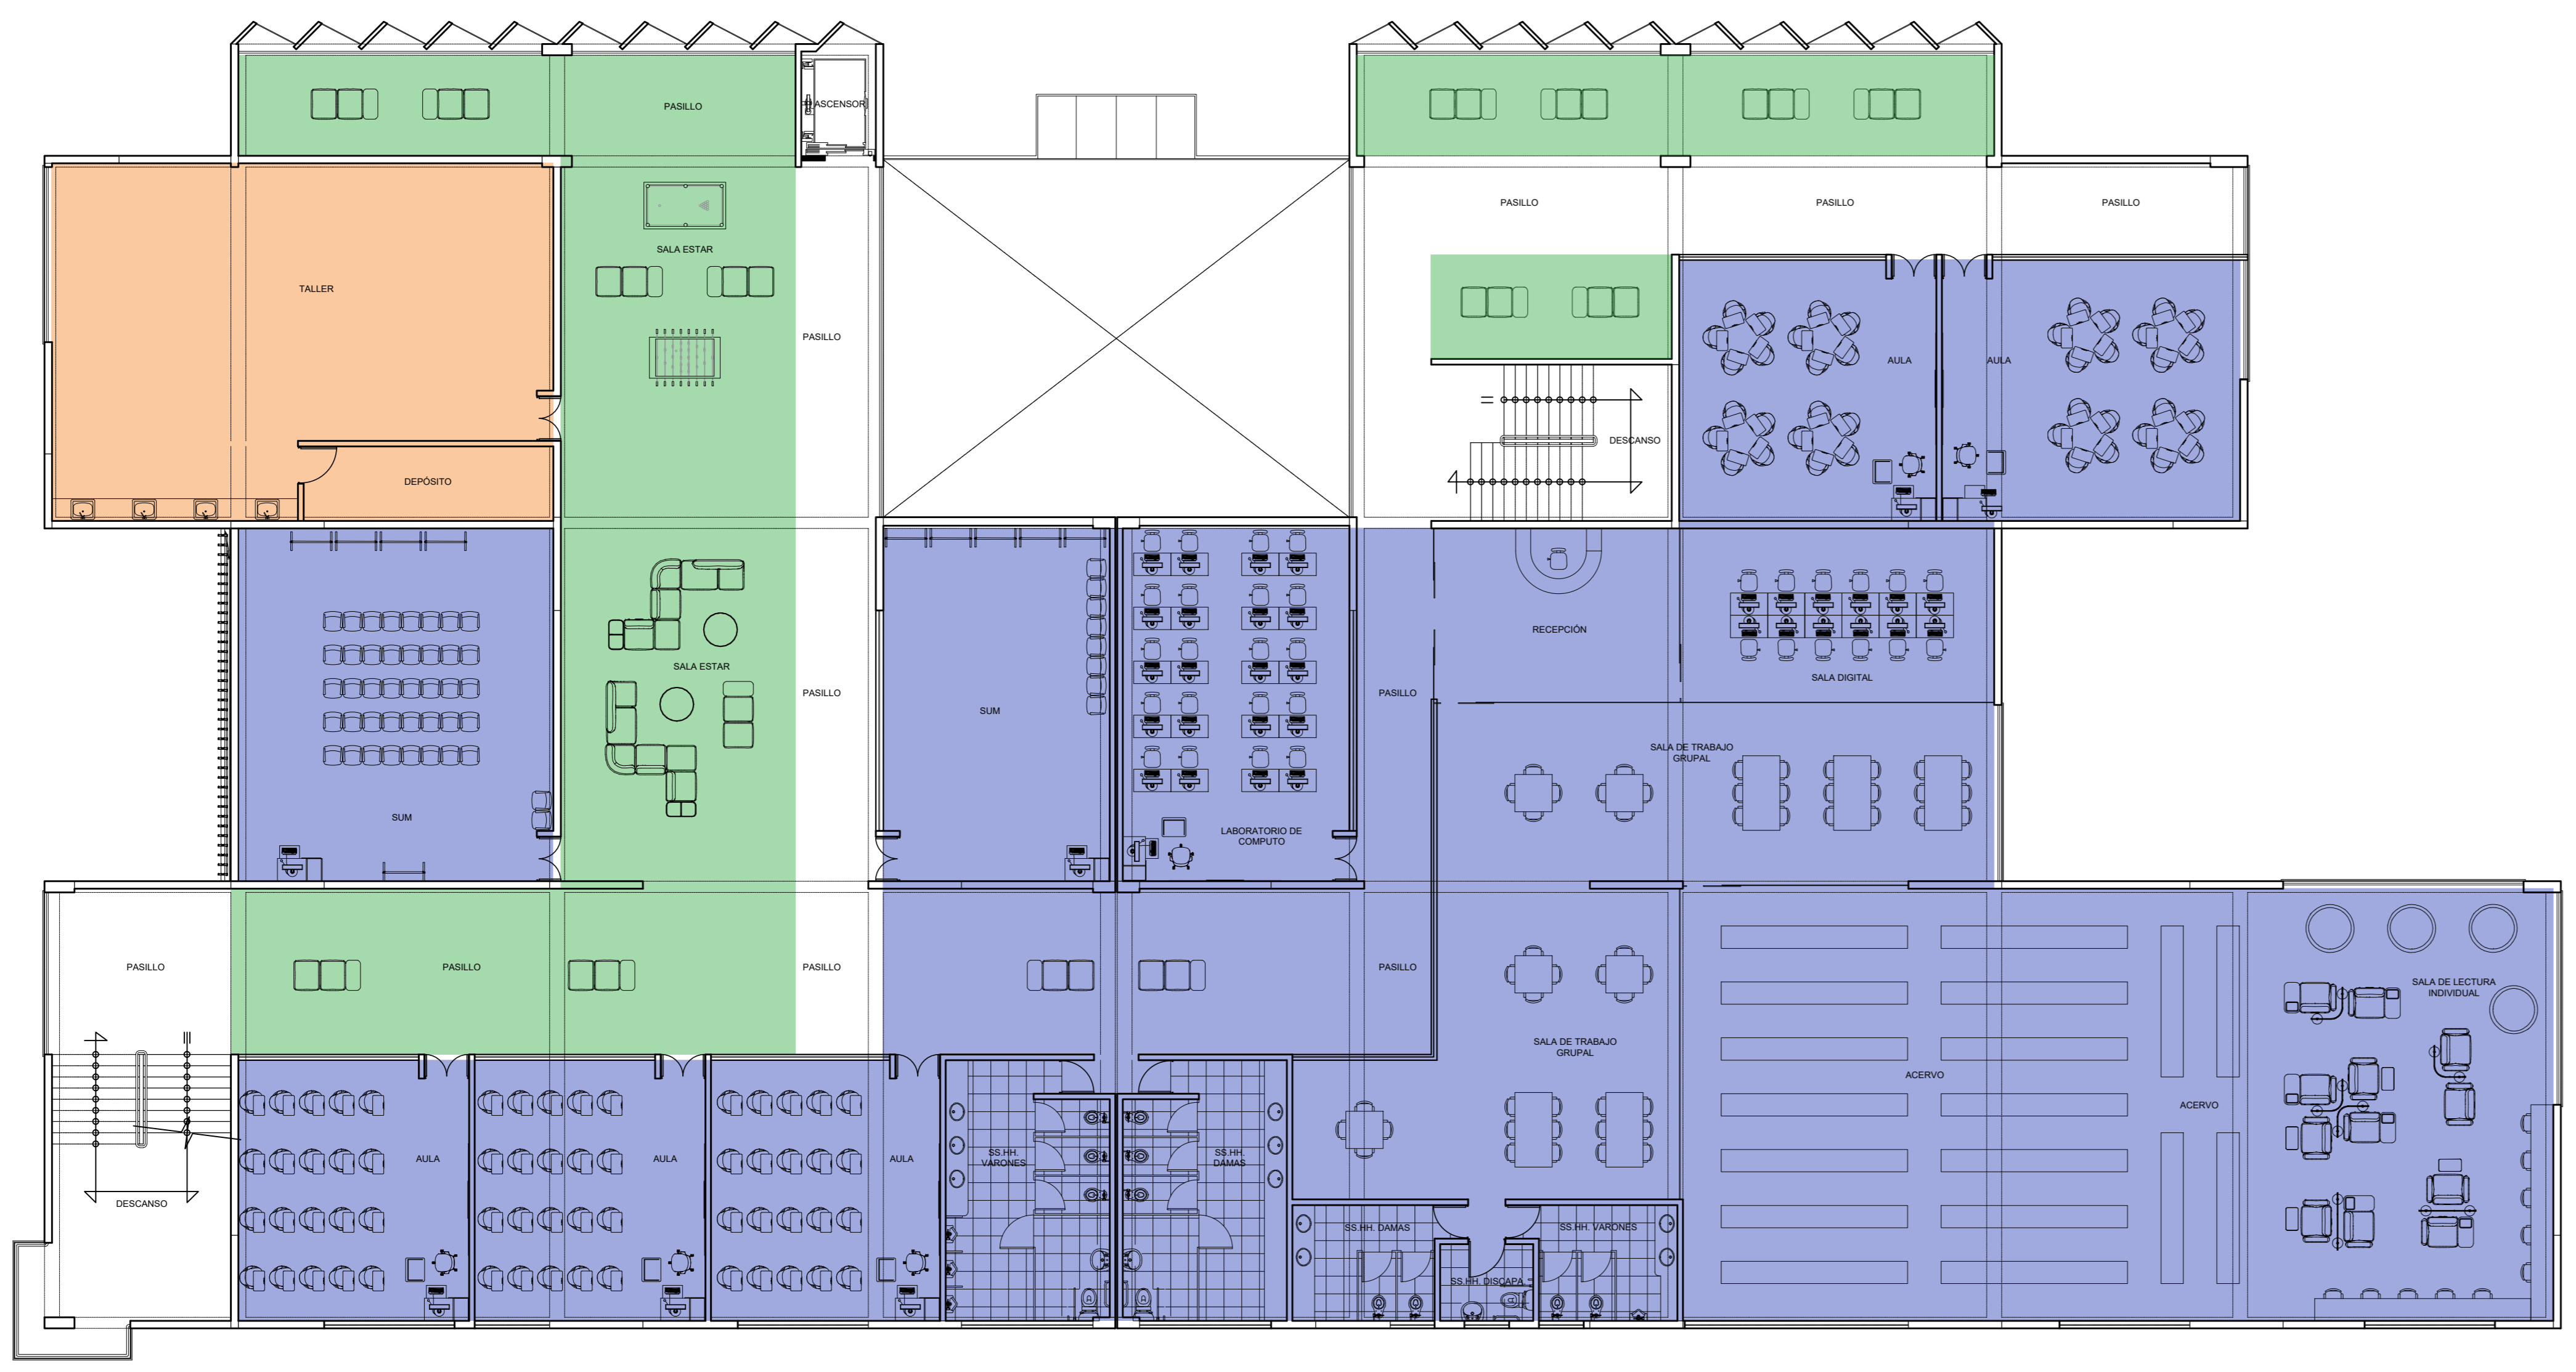 PASILLO
ASCENSOR
PASILLO
PASILLO
PASILLO
SALA ESTAR
TALLER
PASILLO
AULA
AULA
DESCANSO
DEPÓSITO
RECEPCIÓN
SALA ESTAR
SALA DIGITAL
PASILLO
PASILLO
SUM
SALA DE TRABAJO
GRUPAL
SUM
LABORATORIO DE
COMPUTO
PASILLO
PASILLO
PASILLO
PASILLO
SALA DE LECTURA
INDIVIDUAL
SALA DE TRABAJO
GRUPAL
ACERVO
ACERVO
AULA
AULA
AULA
SS.HH.
VARONES
SS.HH.
DAMAS
DESCANSO
SS.HH. DAMAS
SS.HH. VARONES
SS.HH. DISCAPA.